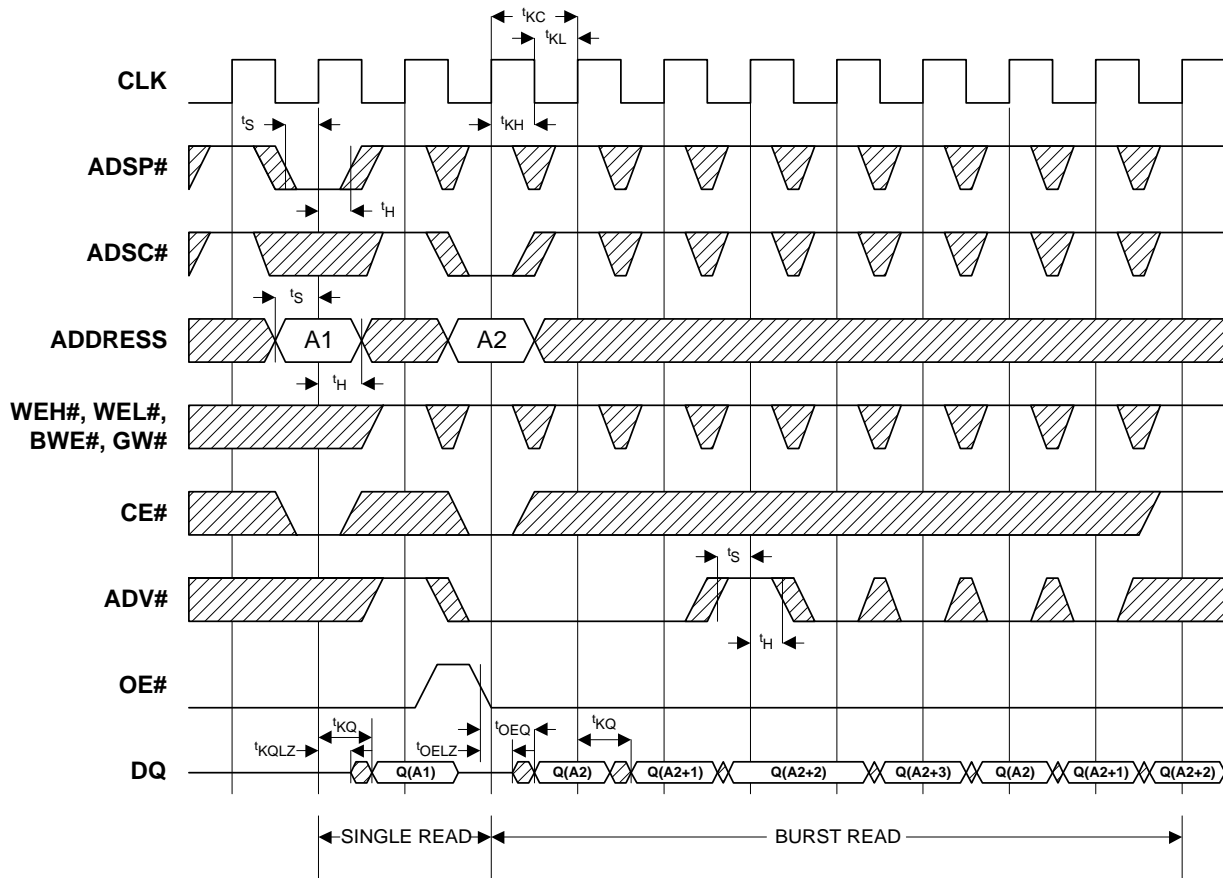 tKC
tKL
CLK
tS
tKH
ADSP#
tH
ADSC#
tS
ADDRESS A1 A2
tH
WEH#, WEL#,
BWE#, GW#
CE#
tS
ADV#
tH
OE#
tKQ tOEQ tKQ
tKQLZ tOELZ
DQ Q(A1) Q(A2) Q(A2+1) Q(A2+2) Q(A2+3) Q(A2) Q(A2+1) Q(A2+2)
SINGLE READ BURST READ